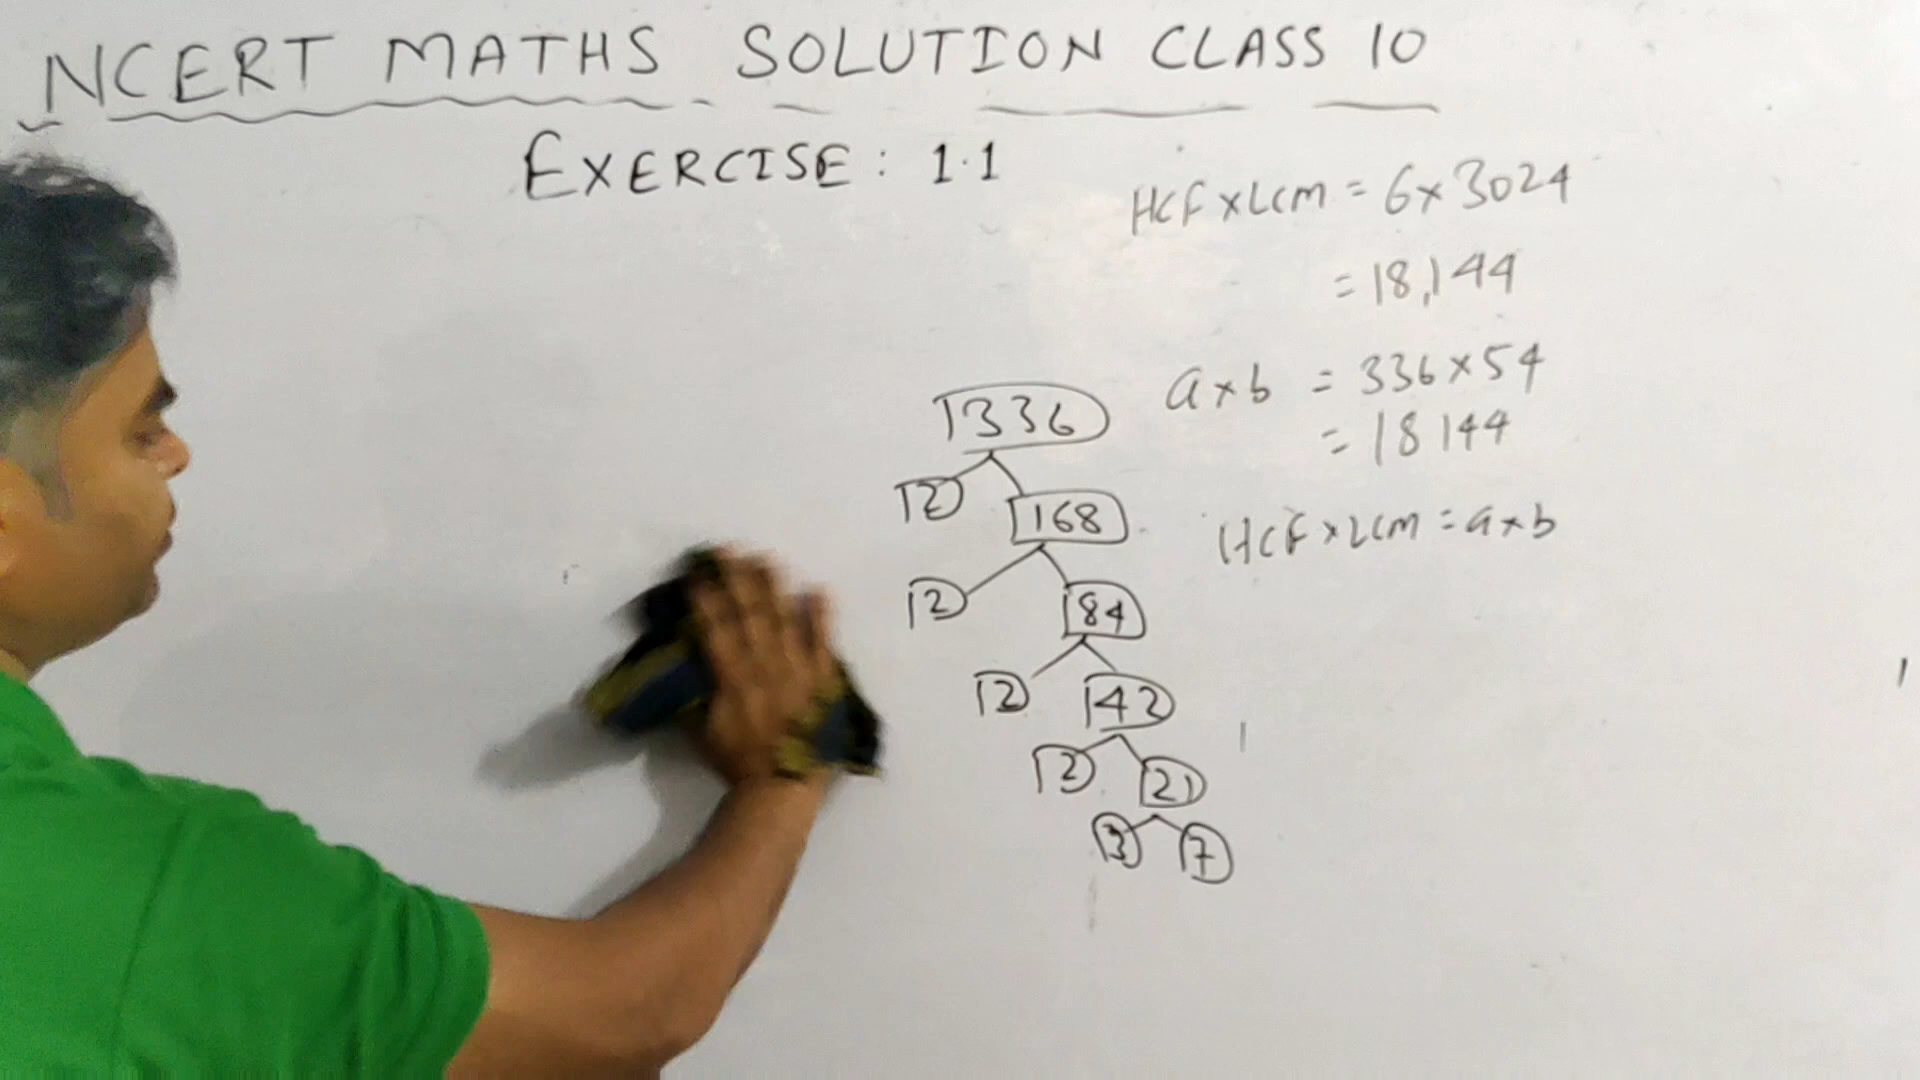 NCERT MATHS SOLUTION CLASS 10
EXERCISE: 1.1
HCF×LCM = 6×3024
= 18,144
a×b = 336×54
= 18144
HCF×LCM = a×b
336
2 168
2 84
2 42
2 21
3 7